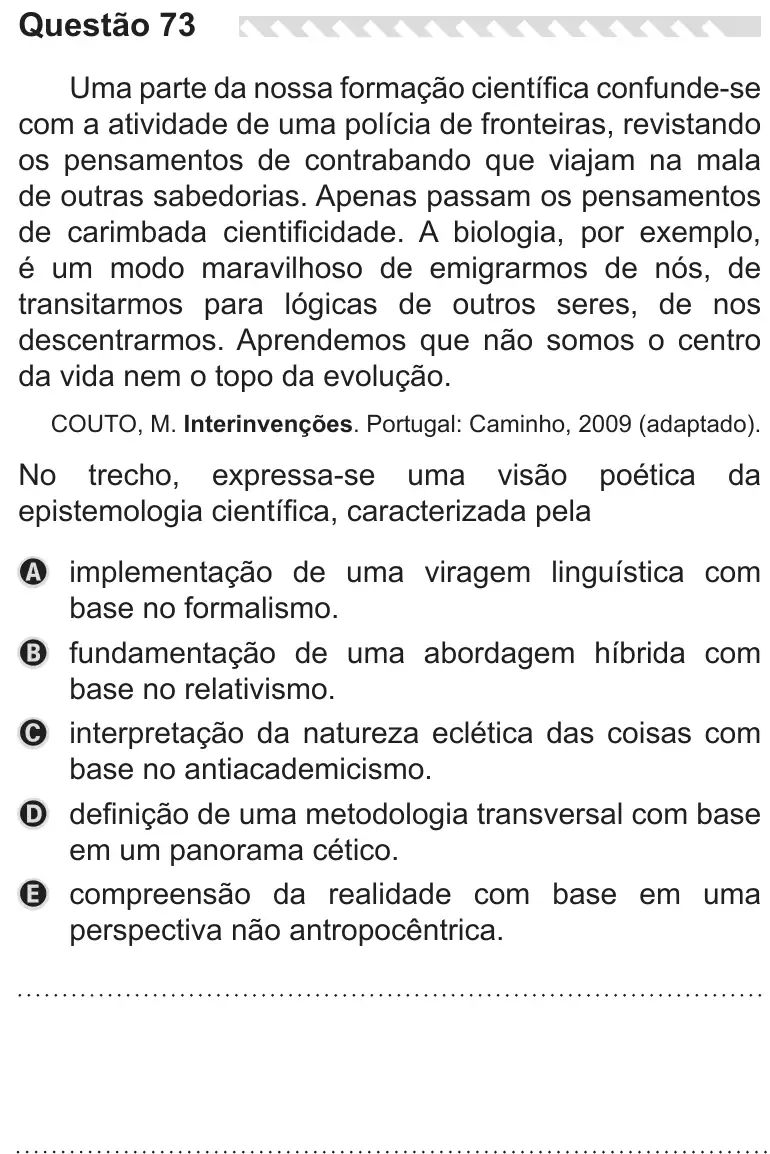 Questão 73
Uma parte da nossa formação científica confunde-se
com a atividade de uma polícia de fronteiras, revistando
os pensamentos de contrabando que viajam na mala
de outras sabedorias. Apenas passam os pensamentos
de carimbada cientificidade. A biologia, por exemplo,
é um modo maravilhoso de emigrarmos de nós, de
transitarmos para lógicas de outros seres, de nos
descentrarmos. Aprendemos que não somos o centro
da vida nem o topo da evolução.
COUTO, M. Interinvenções. Portugal: Caminho, 2009 (adaptado).
No trecho, expressa-se uma visão poética da
epistemologia científica, caracterizada pela
A implementação de uma viragem linguística com
base no formalismo.
B fundamentação de uma abordagem híbrida com
base no relativismo.
C interpretação da natureza eclética das coisas com
base no antiacademicismo.
D definição de uma metodologia transversal com base
em um panorama cético.
E compreensão da realidade com base em uma
perspectiva não antropocêntrica.